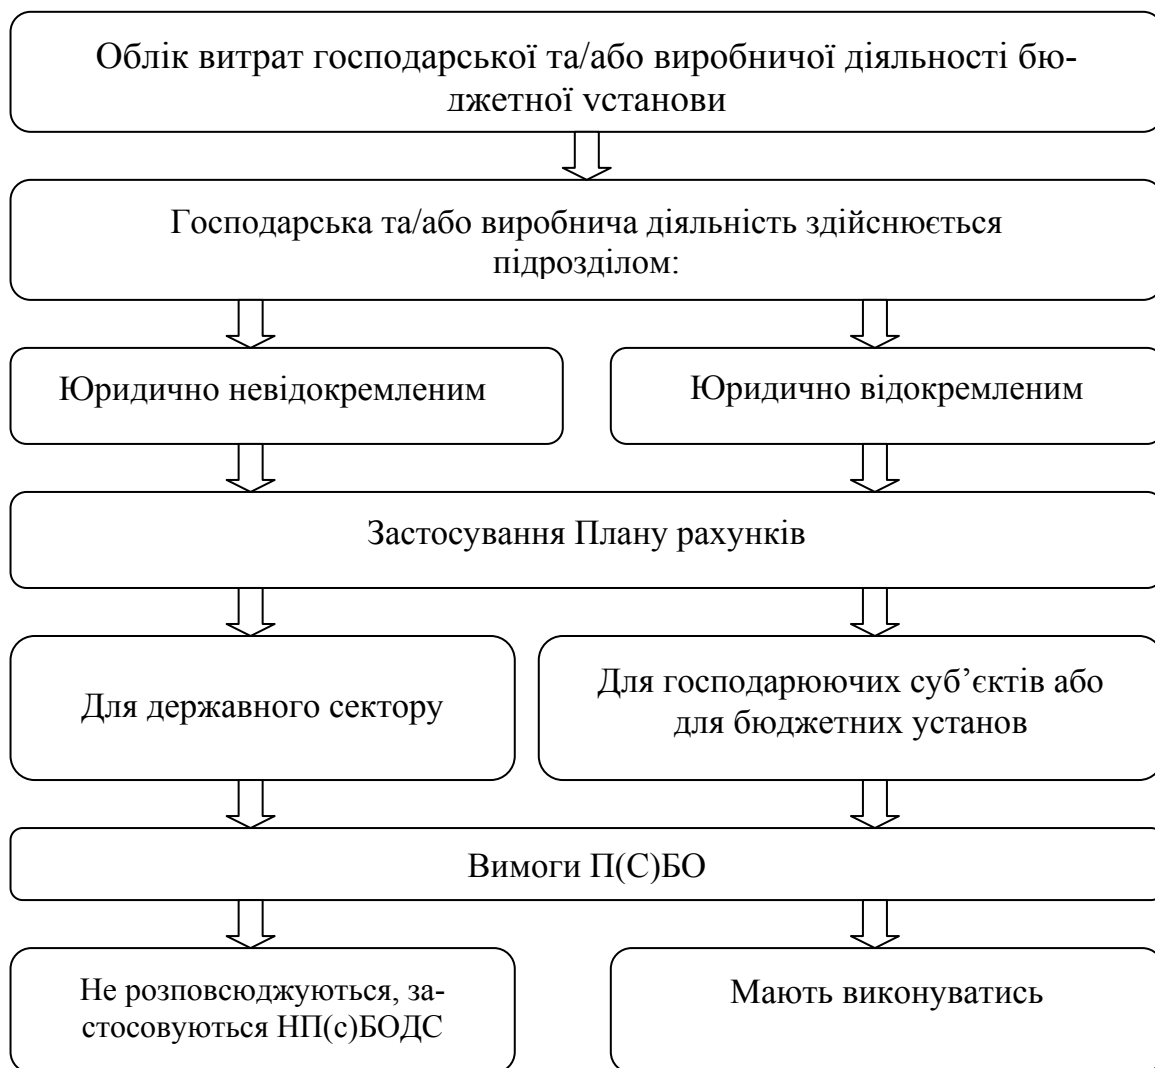 Облік витрат господарської та/або виробничої діяльності бю-
джетної установи
Господарська та/або виробнича діяльність здійснюється
підрозділом:
Юридично невідокремленим
Юридично відокремленим
Застосування Плану рахунків
Для державного сектору
Для господарюючих суб’єктів або
для бюджетних установ
Вимоги П(С)БО
Не розповсюджуються, за-
стосовуються НП(с)БОДС
Мають виконуватись